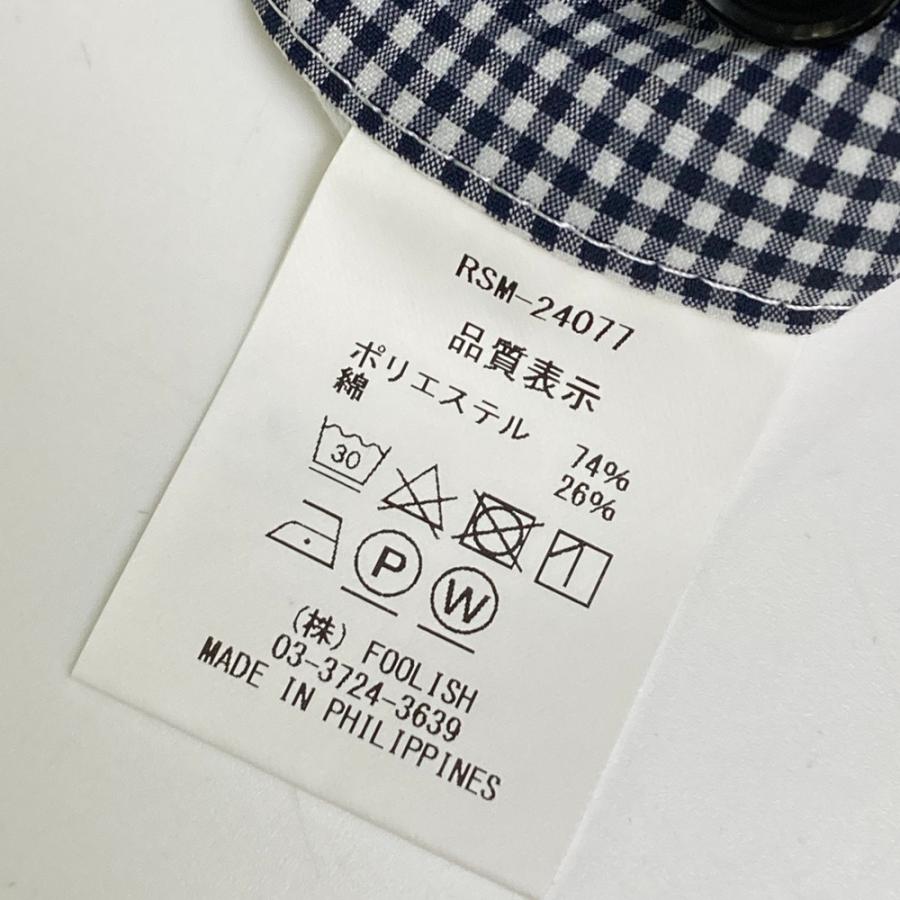 RSM-24077
品質表示
ポリエステル 74%
綿 26%
30
P W
(株) FOOLISH
03-3724-3639
MADE IN PHILIPPINES